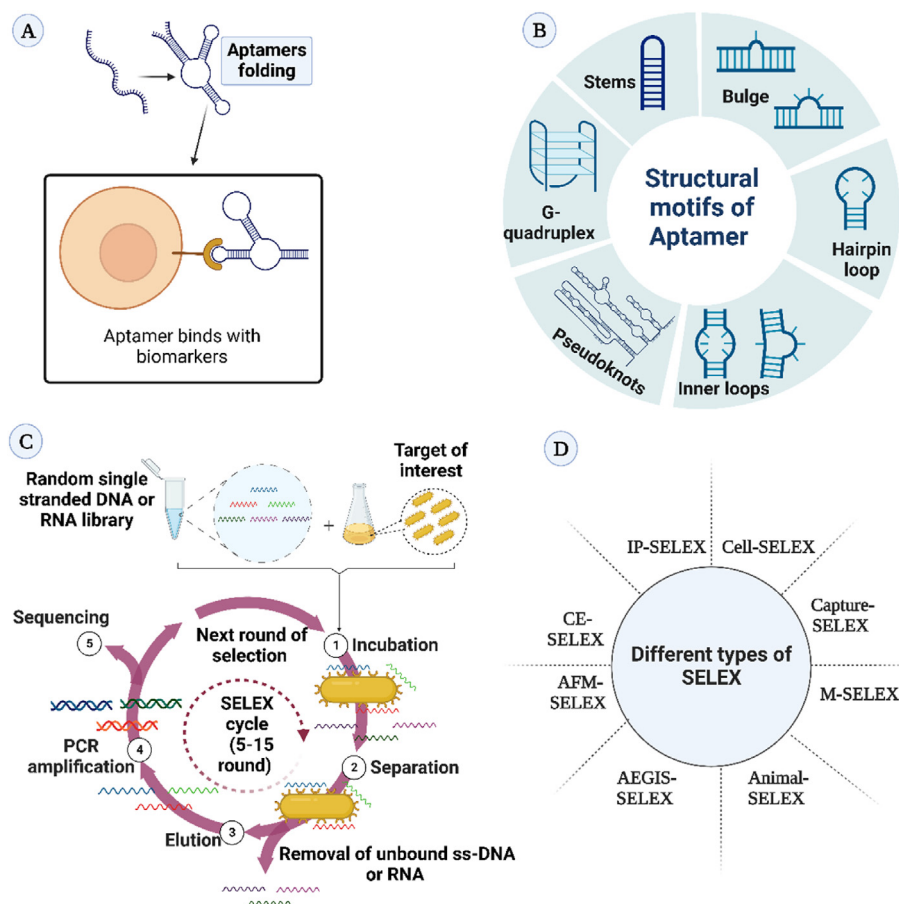 A
Aptamers
folding
Aptamer binds with
biomarkers
B
Structural
motifs of
Aptamer
Stems
Bulge
Hairpin
loop
Inner loops
Pseudoknots
G-
quadruplex
C
Random single
stranded DNA or
RNA library
+
Target of
interest
Next round of
selection
SELEX
cycle
(5-15
round)
1
Incubation
2
Separation
Removal of unbound ss-DNA
or RNA
3
Elution
4
PCR
amplification
5
Sequencing
D
Different types of
SELEX
IP-SELEX
Cell-SELEX
Capture-
SELEX
M-SELEX
Animal-
SELEX
AEGIS-
SELEX
AFM-
SELEX
CE-
SELEX